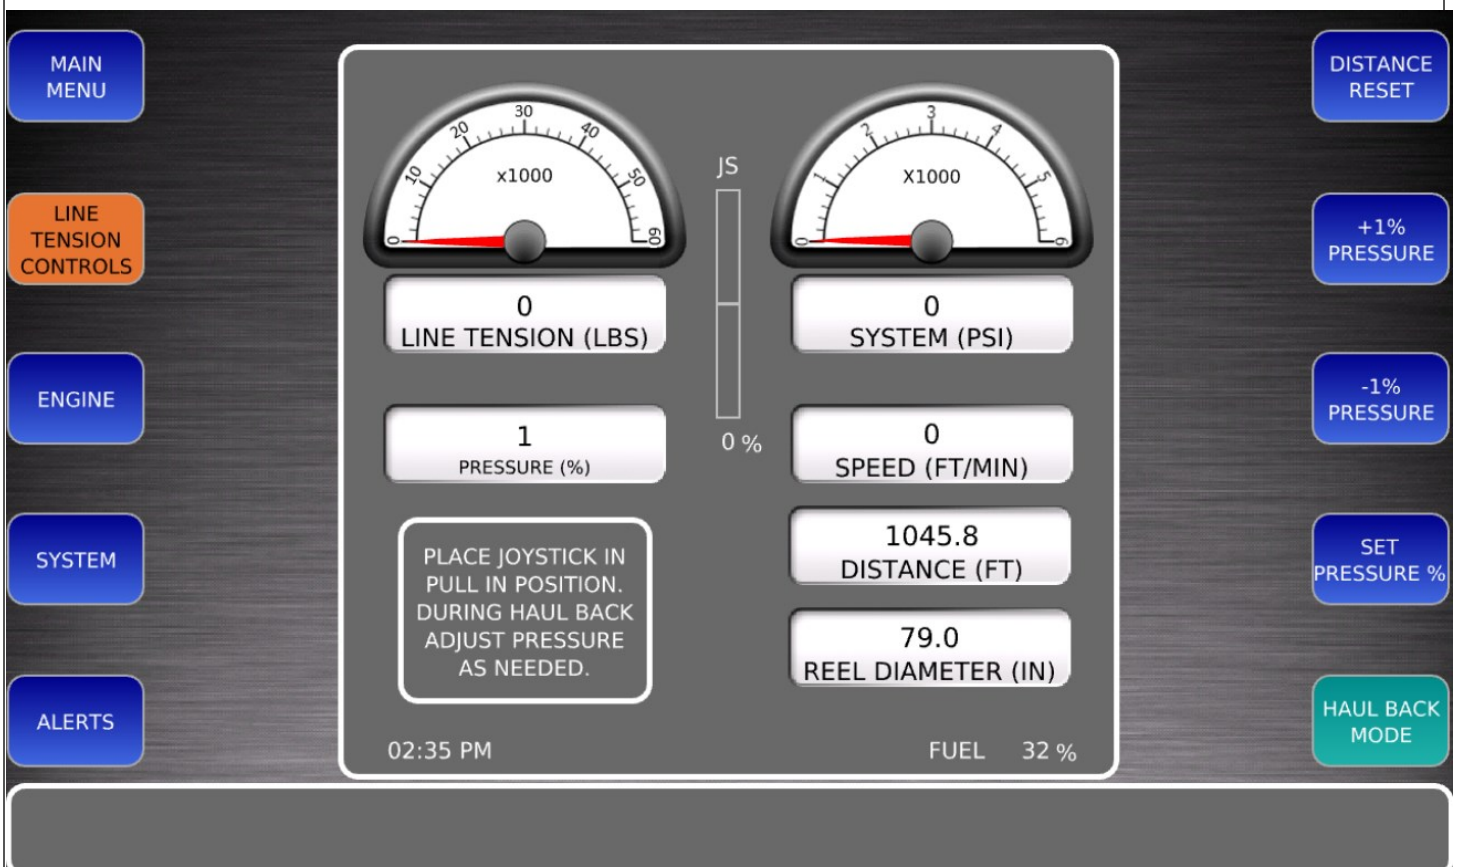 MAIN
MENU
LINE
TENSION
CONTROLS
ENGINE
SYSTEM
ALERTS
0
10
20
30
40
50
60
x1000
0
LINE TENSION (LBS)
1
PRESSURE (%)
PLACE JOYSTICK IN
PULL IN POSITION.
DURING HAUL BACK
ADJUST PRESSURE
AS NEEDED.
02:35 PM
JS
0 %
0
1
2
3
4
5
6
X1000
0
SYSTEM (PSI)
0
SPEED (FT/MIN)
1045.8
DISTANCE (FT)
79.0
REEL DIAMETER (IN)
FUEL 32 %
DISTANCE
RESET
+1%
PRESSURE
-1%
PRESSURE
SET
PRESSURE %
HAUL BACK
MODE